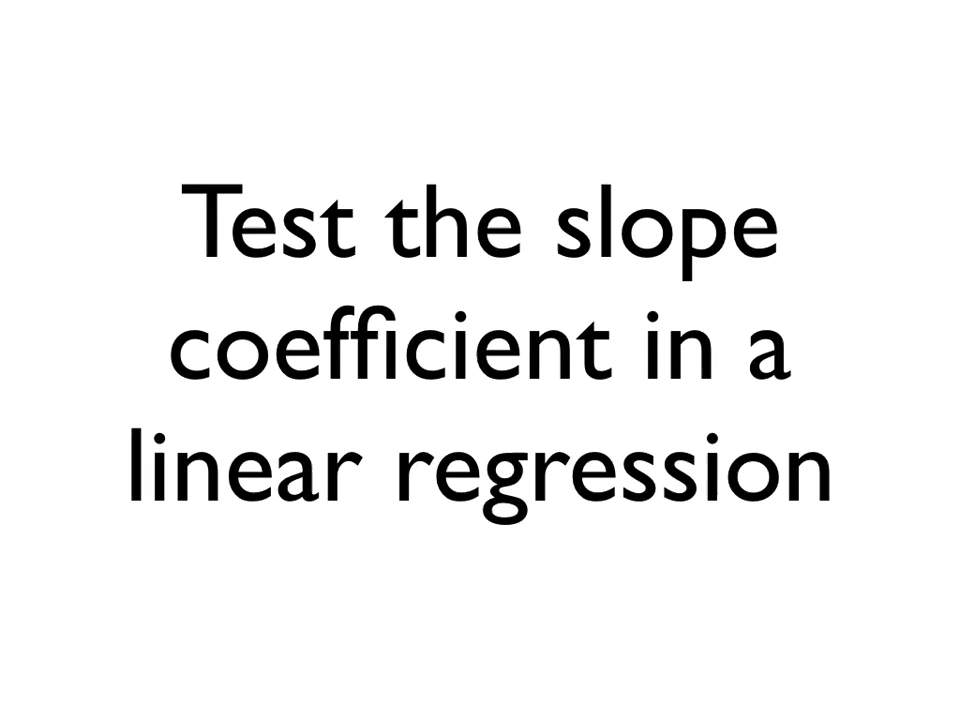 Test the slope
coefficient in a
linear regression